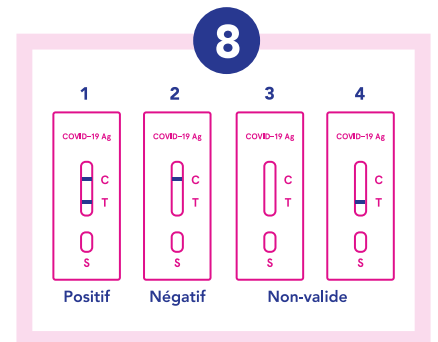 8
1 2 3 4
COVID-19 Ag COVID-19 Ag COVID-19 Ag COVID-19 Ag
C C C C
T T T T
S S S S
Positif Négatif Non-valide